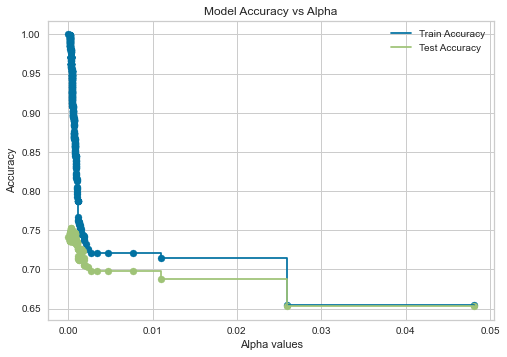 Model Accuracy vs Alpha
Train Accuracy
Test Accuracy
1.00
0.95
0.90
0.85
0.80
0.75
0.70
0.65
Accuracy
0.00
0.01
0.02
0.03
0.04
0.05
Alpha values